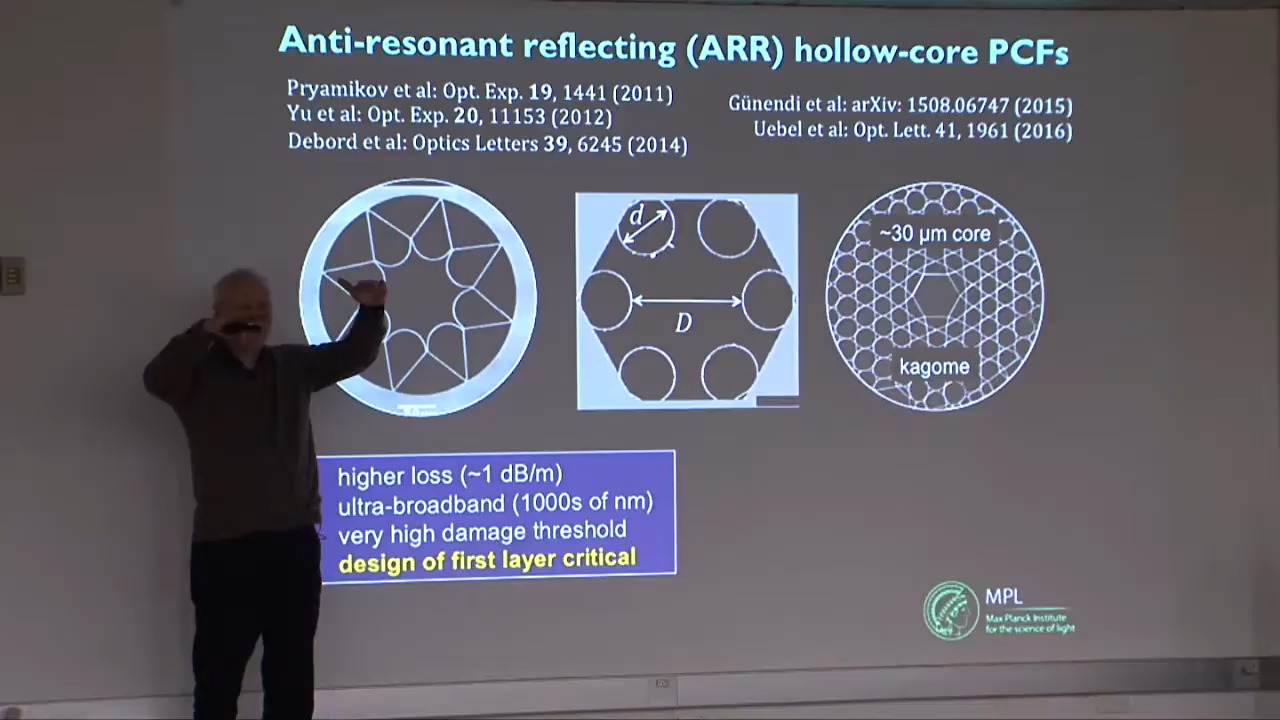 Anti-resonant reflecting (ARR) hollow-core PCFs
Pryamikov et al: Opt. Exp. 19, 1441 (2011)
Yu et al: Opt. Exp. 20, 11153 (2012)
Debord et al: Optics Letters 39, 6245 (2014)
Günendi et al: arXiv: 1508.06747 (2015)
Uebel et al: Opt. Lett. 41, 1961 (2016)
d
D
~30 µm core
kagome
higher loss (~1 dB/m)
ultra-broadband (1000s of nm)
very high damage threshold
design of first layer critical
MPL
Max Planck Institute
for the science of light